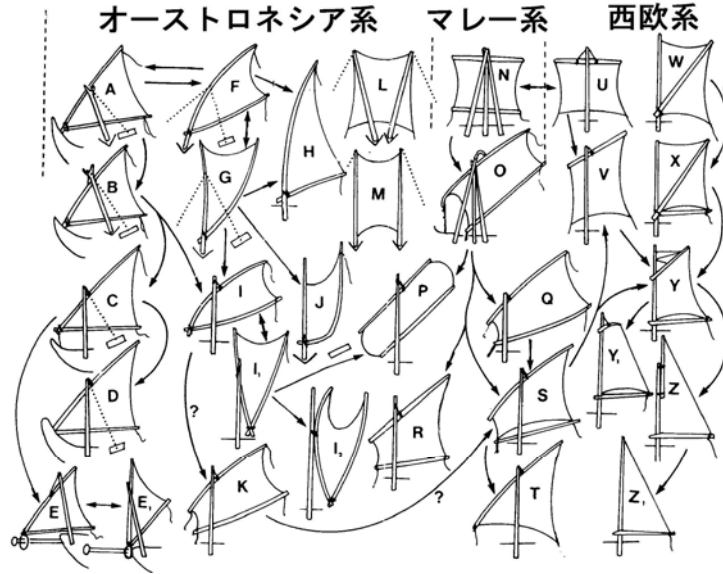 オーストロネシア系 マレー系 西欧系
A F H L N U W
B G M O V X
C I J P Q Y
D I₁ I₂ R S Y₁ Z
E E₁ ? K ? T Z₁